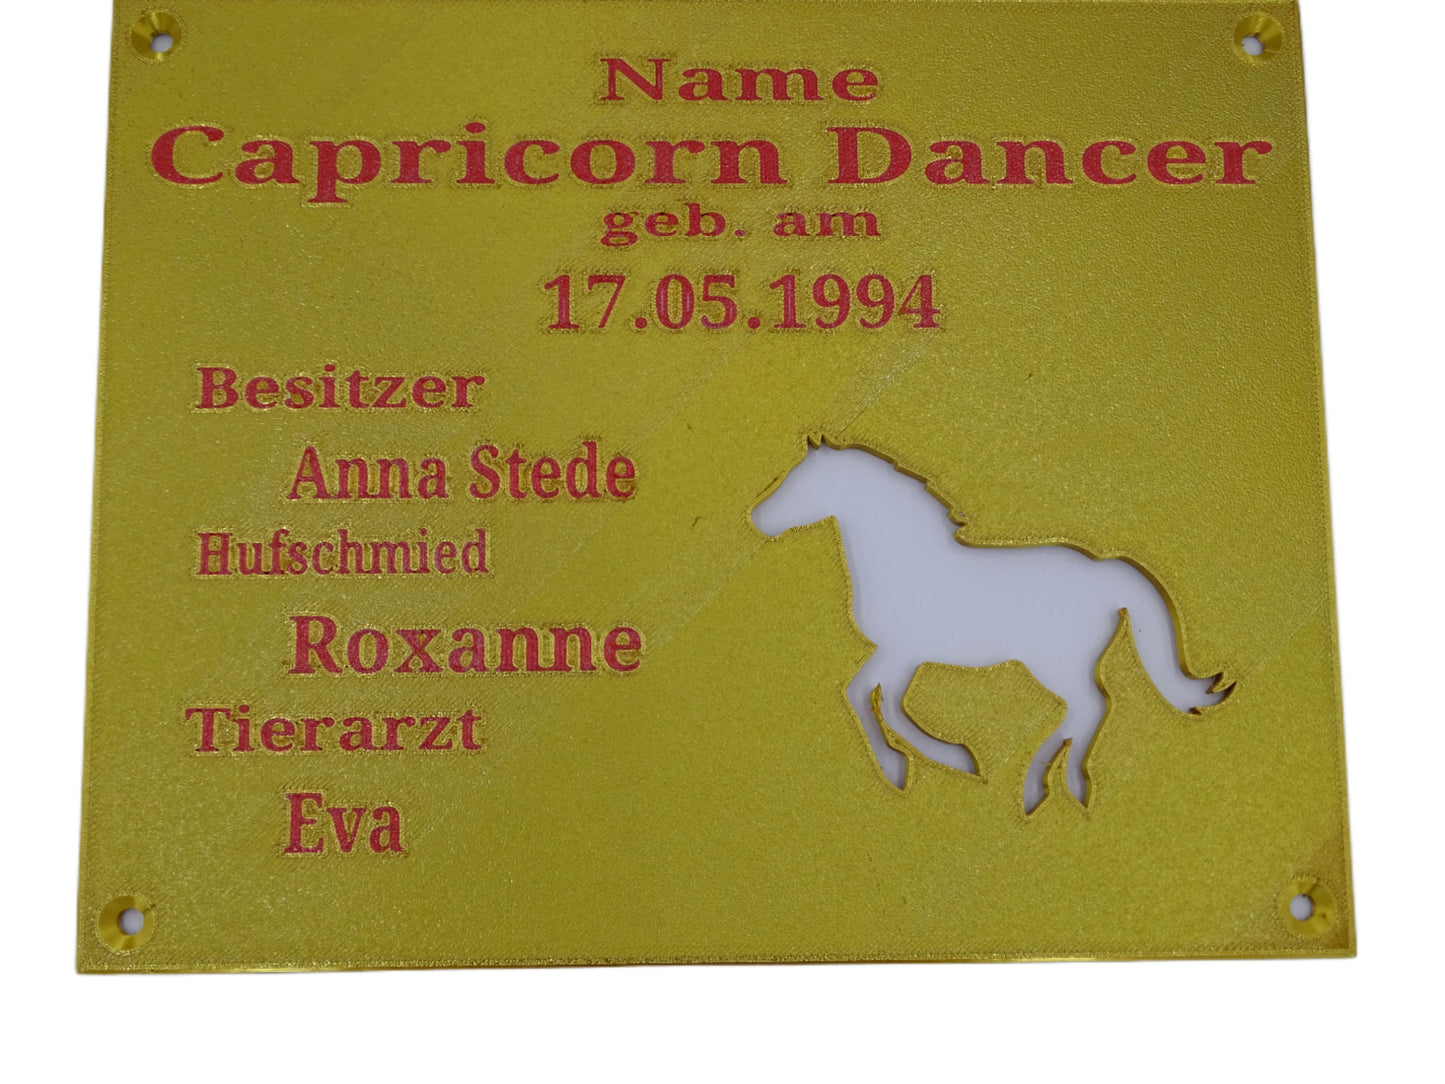 Name
Capricorn Dancer
geb. am
17.05.1994
Besitzer
Anna Stede
Hufschmied
Roxanne
Tierarzt
Eva